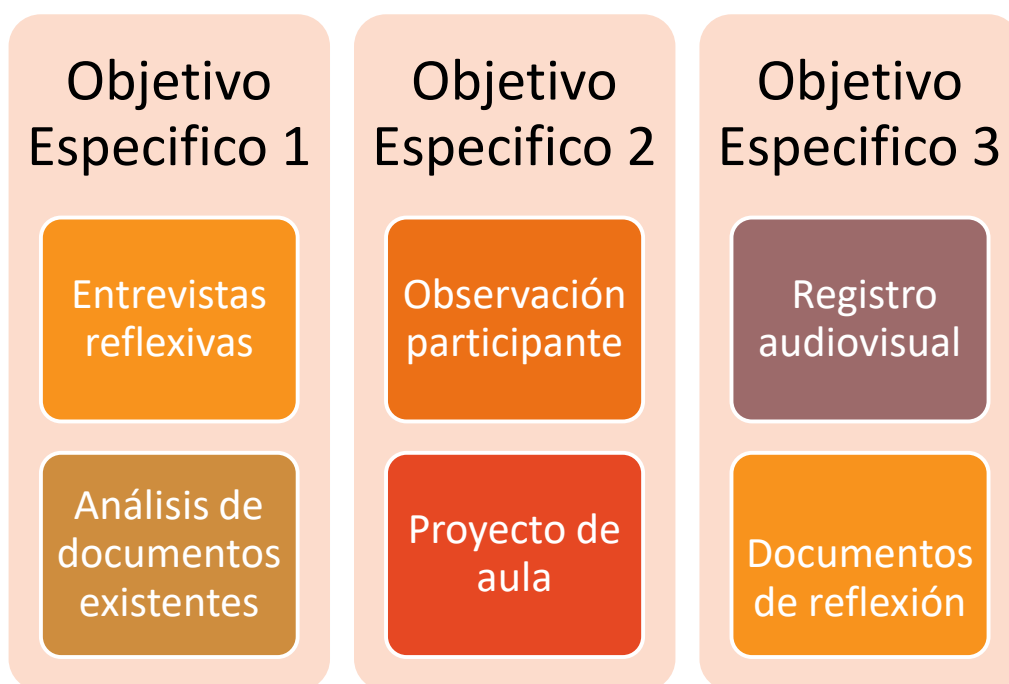 Objetivo
Especifico 1
Entrevistas
reflexivas
Análisis de
documentos
existentes
Objetivo
Especifico 2
Observación
participante
Proyecto de
aula
Objetivo
Especifico 3
Registro
audiovisual
Documentos
de reflexión